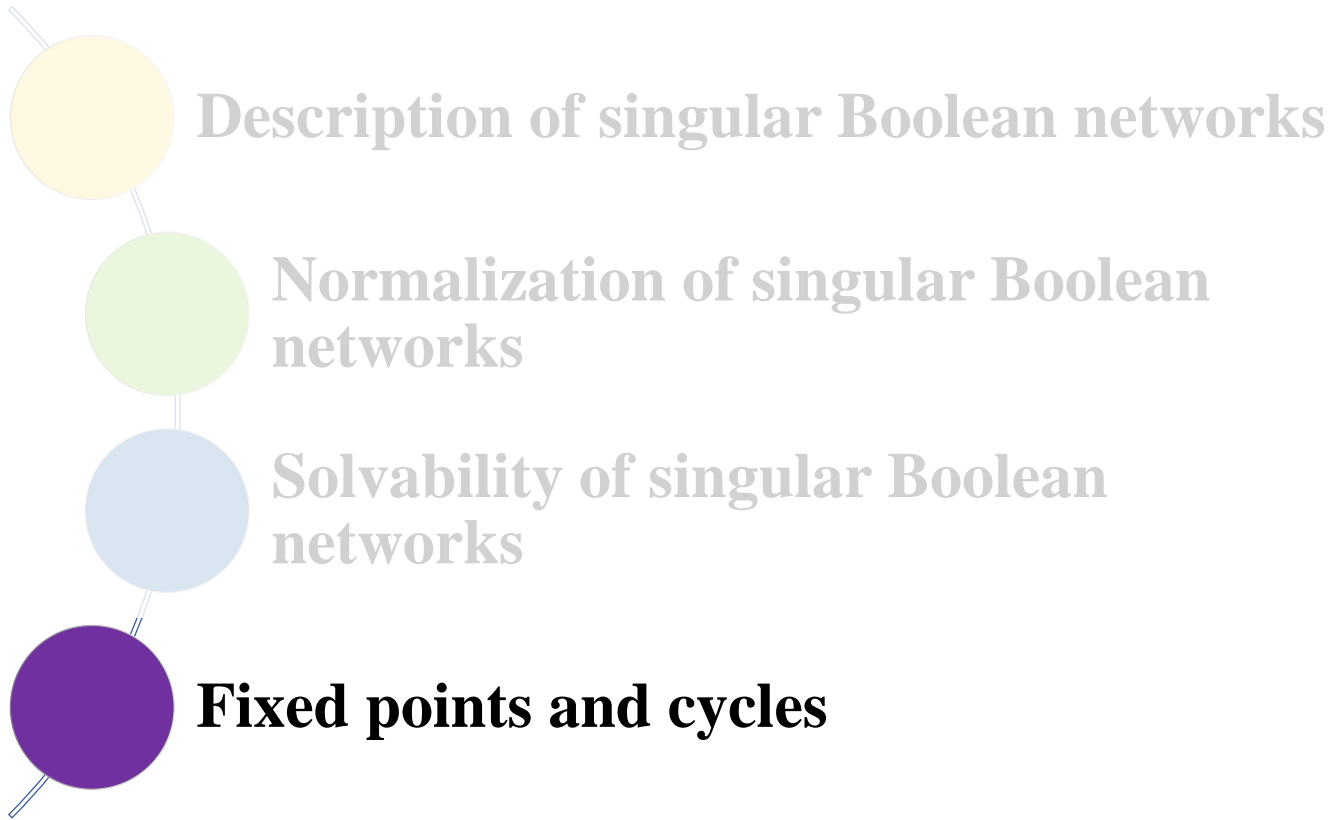 Description of singular Boolean networks
Normalization of singular Boolean
networks
Solvability of singular Boolean
networks
Fixed points and cycles